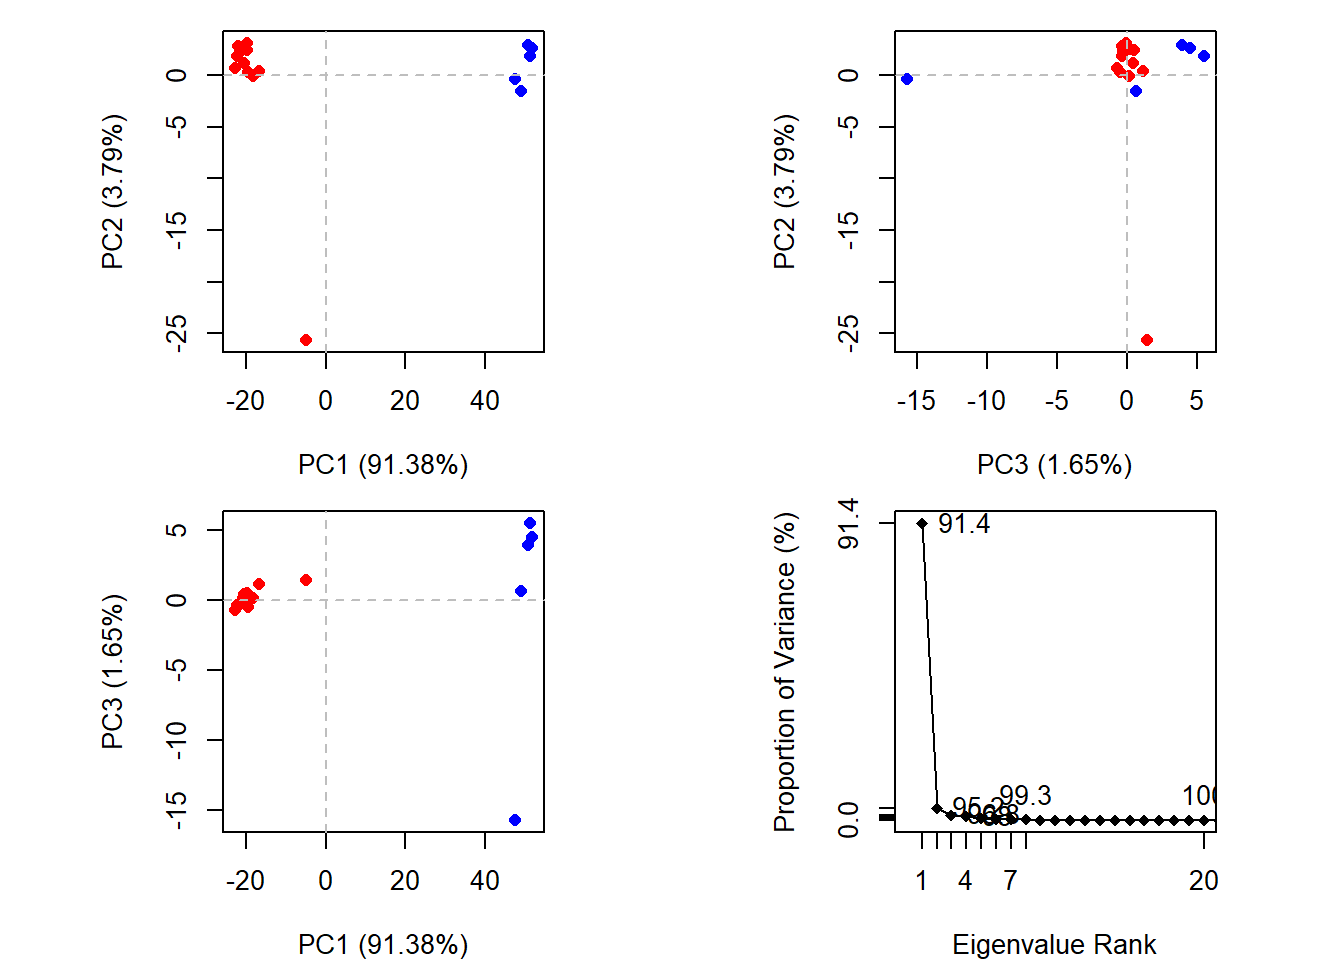 PC2 (3.79%)
0
-5
-15
-25
-20 0 20 40
PC1 (91.38%)
PC2 (3.79%)
0
-5
-15
-25
-15 -10 -5 0 5
PC3 (1.65%)
PC3 (1.65%)
5
0
-5
-10
-15
-20 0 20 40
PC1 (91.38%)
Proportion of Variance (%)
91.4
0.0
91.4
95.2
99.3
100
1 4 7 20
Eigenvalue Rank